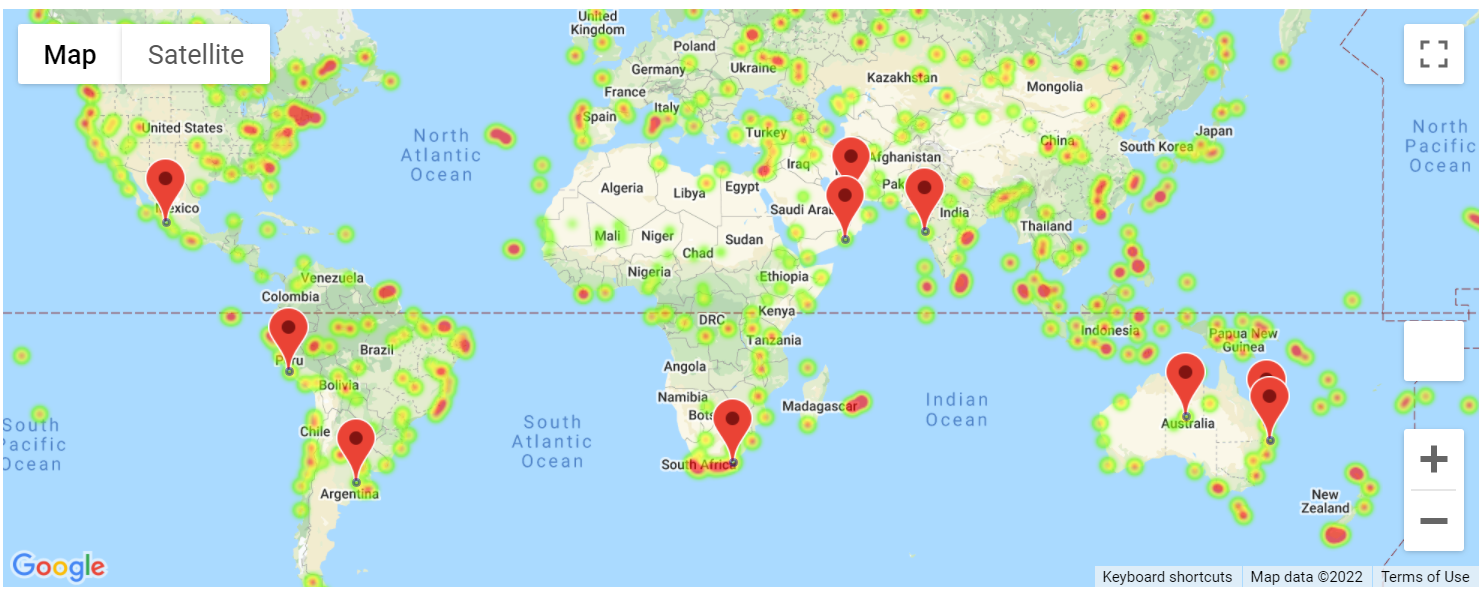 Map
Satellite
United
Kingdom
Poland
Germany
Ukraine
Kazakhstan
Mongolia
France
Italy
Spain
Turkey
United States
North
Atlantic
Ocean
China
Japan
South Korea
North
Pacific
Ocean
Iraq
Afghanistan
Algeria
Libya
Egypt
Pak
Saudi Arab
India
Thailand
Mexico
Mali
Niger
Sudan
Chad
Nigeria
Ethiopia
Venezuela
Colombia
DRC
Kenya
Tanzania
Indonesia
Papua New
Guinea
Brazil
Peru
Bolivia
Angola
Namibia
Bots
Madagascar
Indian
Ocean
South
Pacific
Ocean
South
Atlantic
Ocean
Chile
Australia
South Africa
Argentina
New
Zealand
Google
Keyboard shortcuts
Map data ©2022
Terms of Use